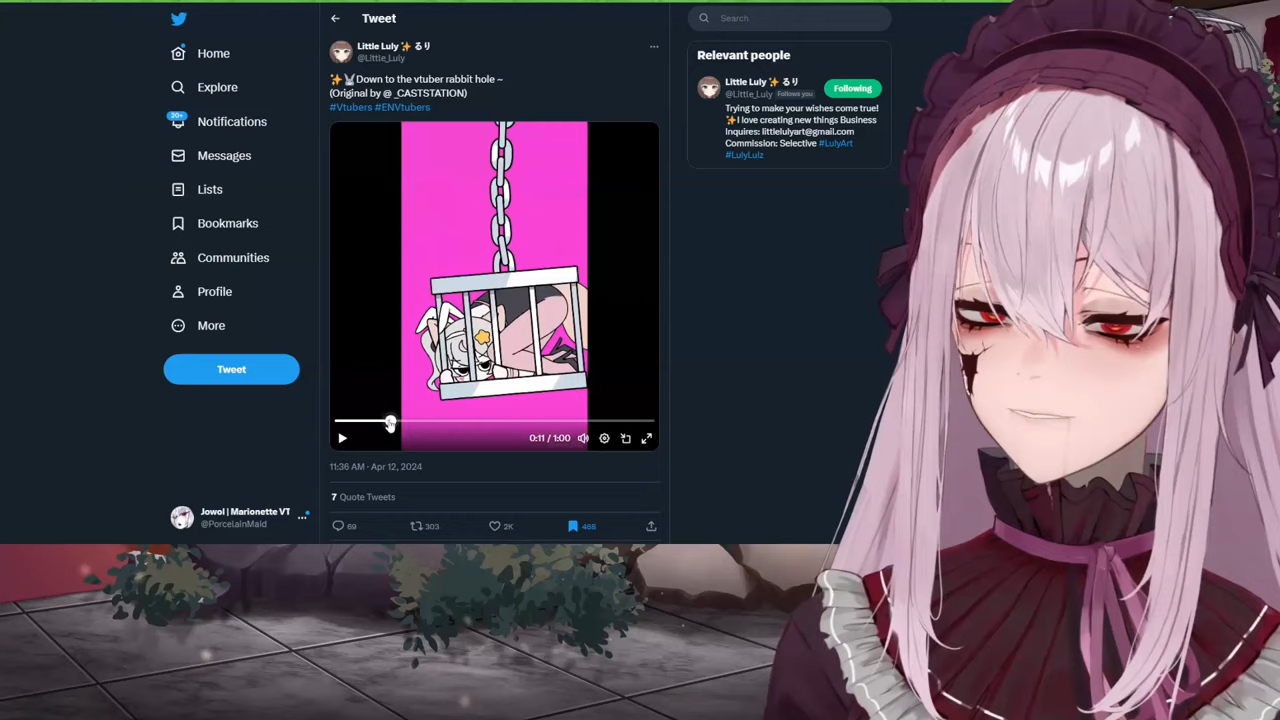 Home
Explore
20+
Notifications
Messages
Lists
Bookmarks
Communities
Profile
More
Tweet
Jowol | Marionette VT
@PorcelainMaid
...
Tweet
Little Luly ✨ るり
@Little_Luly
✨🐰Down to the vtuber rabbit hole ~
(Original by @ _CASTSTATION)
#Vtubers #ENVtubers
0:11 / 1:00
11:36 AM · Apr 12, 2024
7 Quote Tweets
69
303
2K
468
Search
Relevant people
Little Luly ✨ るり
@Little_Luly Follows you
Following
Trying to make your wishes come true!
✨I love creating new things Business
Inquires: littlelulyart@gmail.com
Commission: Selective #LulyArt
#LulyLulz